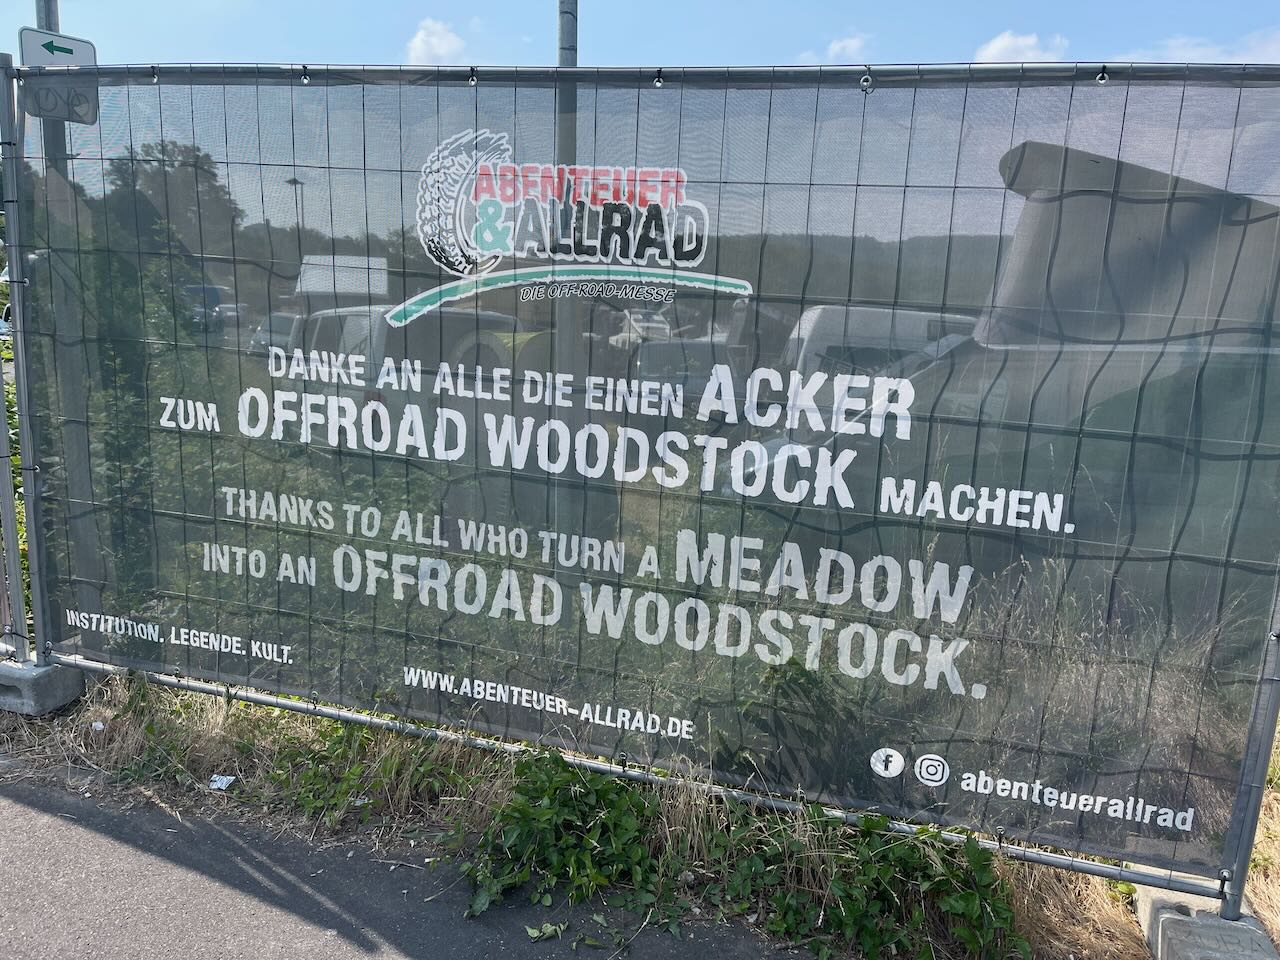 ABENTEUER
& ALLRAD
DIE OFF-ROAD-MESSE
DANKE AN ALLE DIE EINEN ACKER
ZUM OFFROAD WOODSTOCK MACHEN.
THANKS TO ALL WHO TURN A MEADOW
INTO AN OFFROAD WOODSTOCK.
INSTITUTION. LEGENDE. KULT.
WWW.ABENTEUER-ALLRAD.DE
f abenteuerallrad